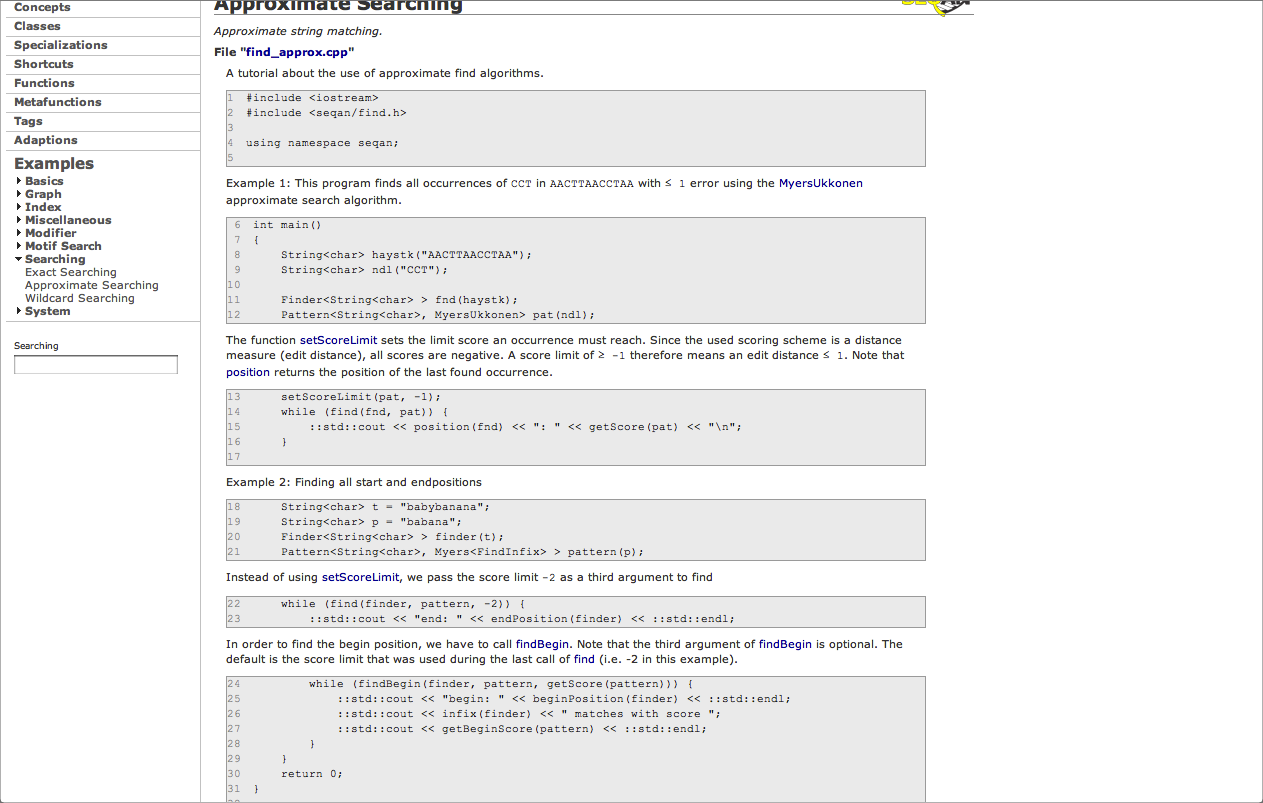 Concepts
Classes
Specializations
Shortcuts
Functions
Metafunctions
Tags
Adaptions
Examples
Basics
Graph
Index
Miscellaneous
Modifier
Motif Search
Searching
Exact Searching
Approximate Searching
Wildcard Searching
System
Searching
Approximate Searching
Approximate string matching.
File "find_approx.cpp"
A tutorial about the use of approximate find algorithms.
1 #include <iostream>
2 #include <seqan/find.h>
3
4 using namespace seqan;
5
Example 1: This program finds all occurrences of CCT in AACTTAACCTAA with ≤ 1 error using the MyersUkkonen
approximate search algorithm.
6 int main()
7 {
8     String<char> haystk("AACTTAACCTAA");
9     String<char> ndl("CCT");
10
11     Finder<String<char> > fnd(haystk);
12     Pattern<String<char>, MyersUkkonen> pat(ndl);
The function setScoreLimit sets the limit score an occurrence must reach. Since the used scoring scheme is a distance
measure (edit distance), all scores are negative. A score limit of ≥ -1 therefore means an edit distance ≤ 1. Note that
position returns the position of the last found occurrence.
13     setScoreLimit(pat, -1);
14     while (find(fnd, pat)) {
15         ::std::cout << position(fnd) << ": " << getScore(pat) << "\n";
16     }
17
Example 2: Finding all start and endpositions
18     String<char> t = "babybanana";
19     String<char> p = "babana";
20     Finder<String<char> > finder(t);
21     Pattern<String<char>, Myers<FindInfix> > pattern(p);
Instead of using setScoreLimit, we pass the score limit -2 as a third argument to find
22     while (find(finder, pattern, -2)) {
23         ::std::cout << "end: " << endPosition(finder) << ::std::endl;
In order to find the begin position, we have to call findBegin. Note that the third argument of findBegin is optional. The
default is the score limit that was used during the last call of find (i.e. -2 in this example).
24         while (findBegin(finder, pattern, getScore(pattern))) {
25             ::std::cout << "begin: " << beginPosition(finder) << ::std::endl;
26             ::std::cout << infix(finder) << " matches with score ";
27             ::std::cout << getBeginScore(pattern) << ::std::endl;
28         }
29     }
30     return 0;
31 }